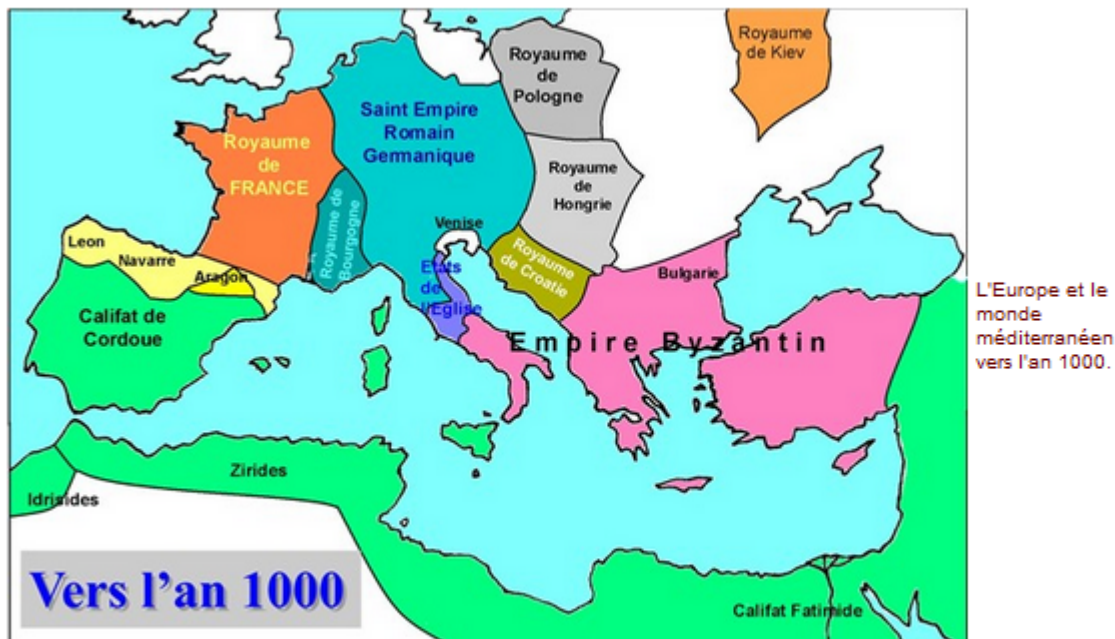 Royaume
de Kiev
Royaume
de
Pologne
Saint Empire
Romain
Germanique
Royaume
de
FRANCE
Royaume
de
Hongrie
Royaume de
Bourgogne
Venise
Leon
Navarre
Aragon
Royaume
de Croatie
Bulgarie
Etats
de
l'Eglise
Califat de
Cordoue
Empire Byzantin
L'Europe et le
monde
méditerranéen
vers l'an 1000.
Zirides
Idrisides
Vers l'an 1000
Califat Fatimide